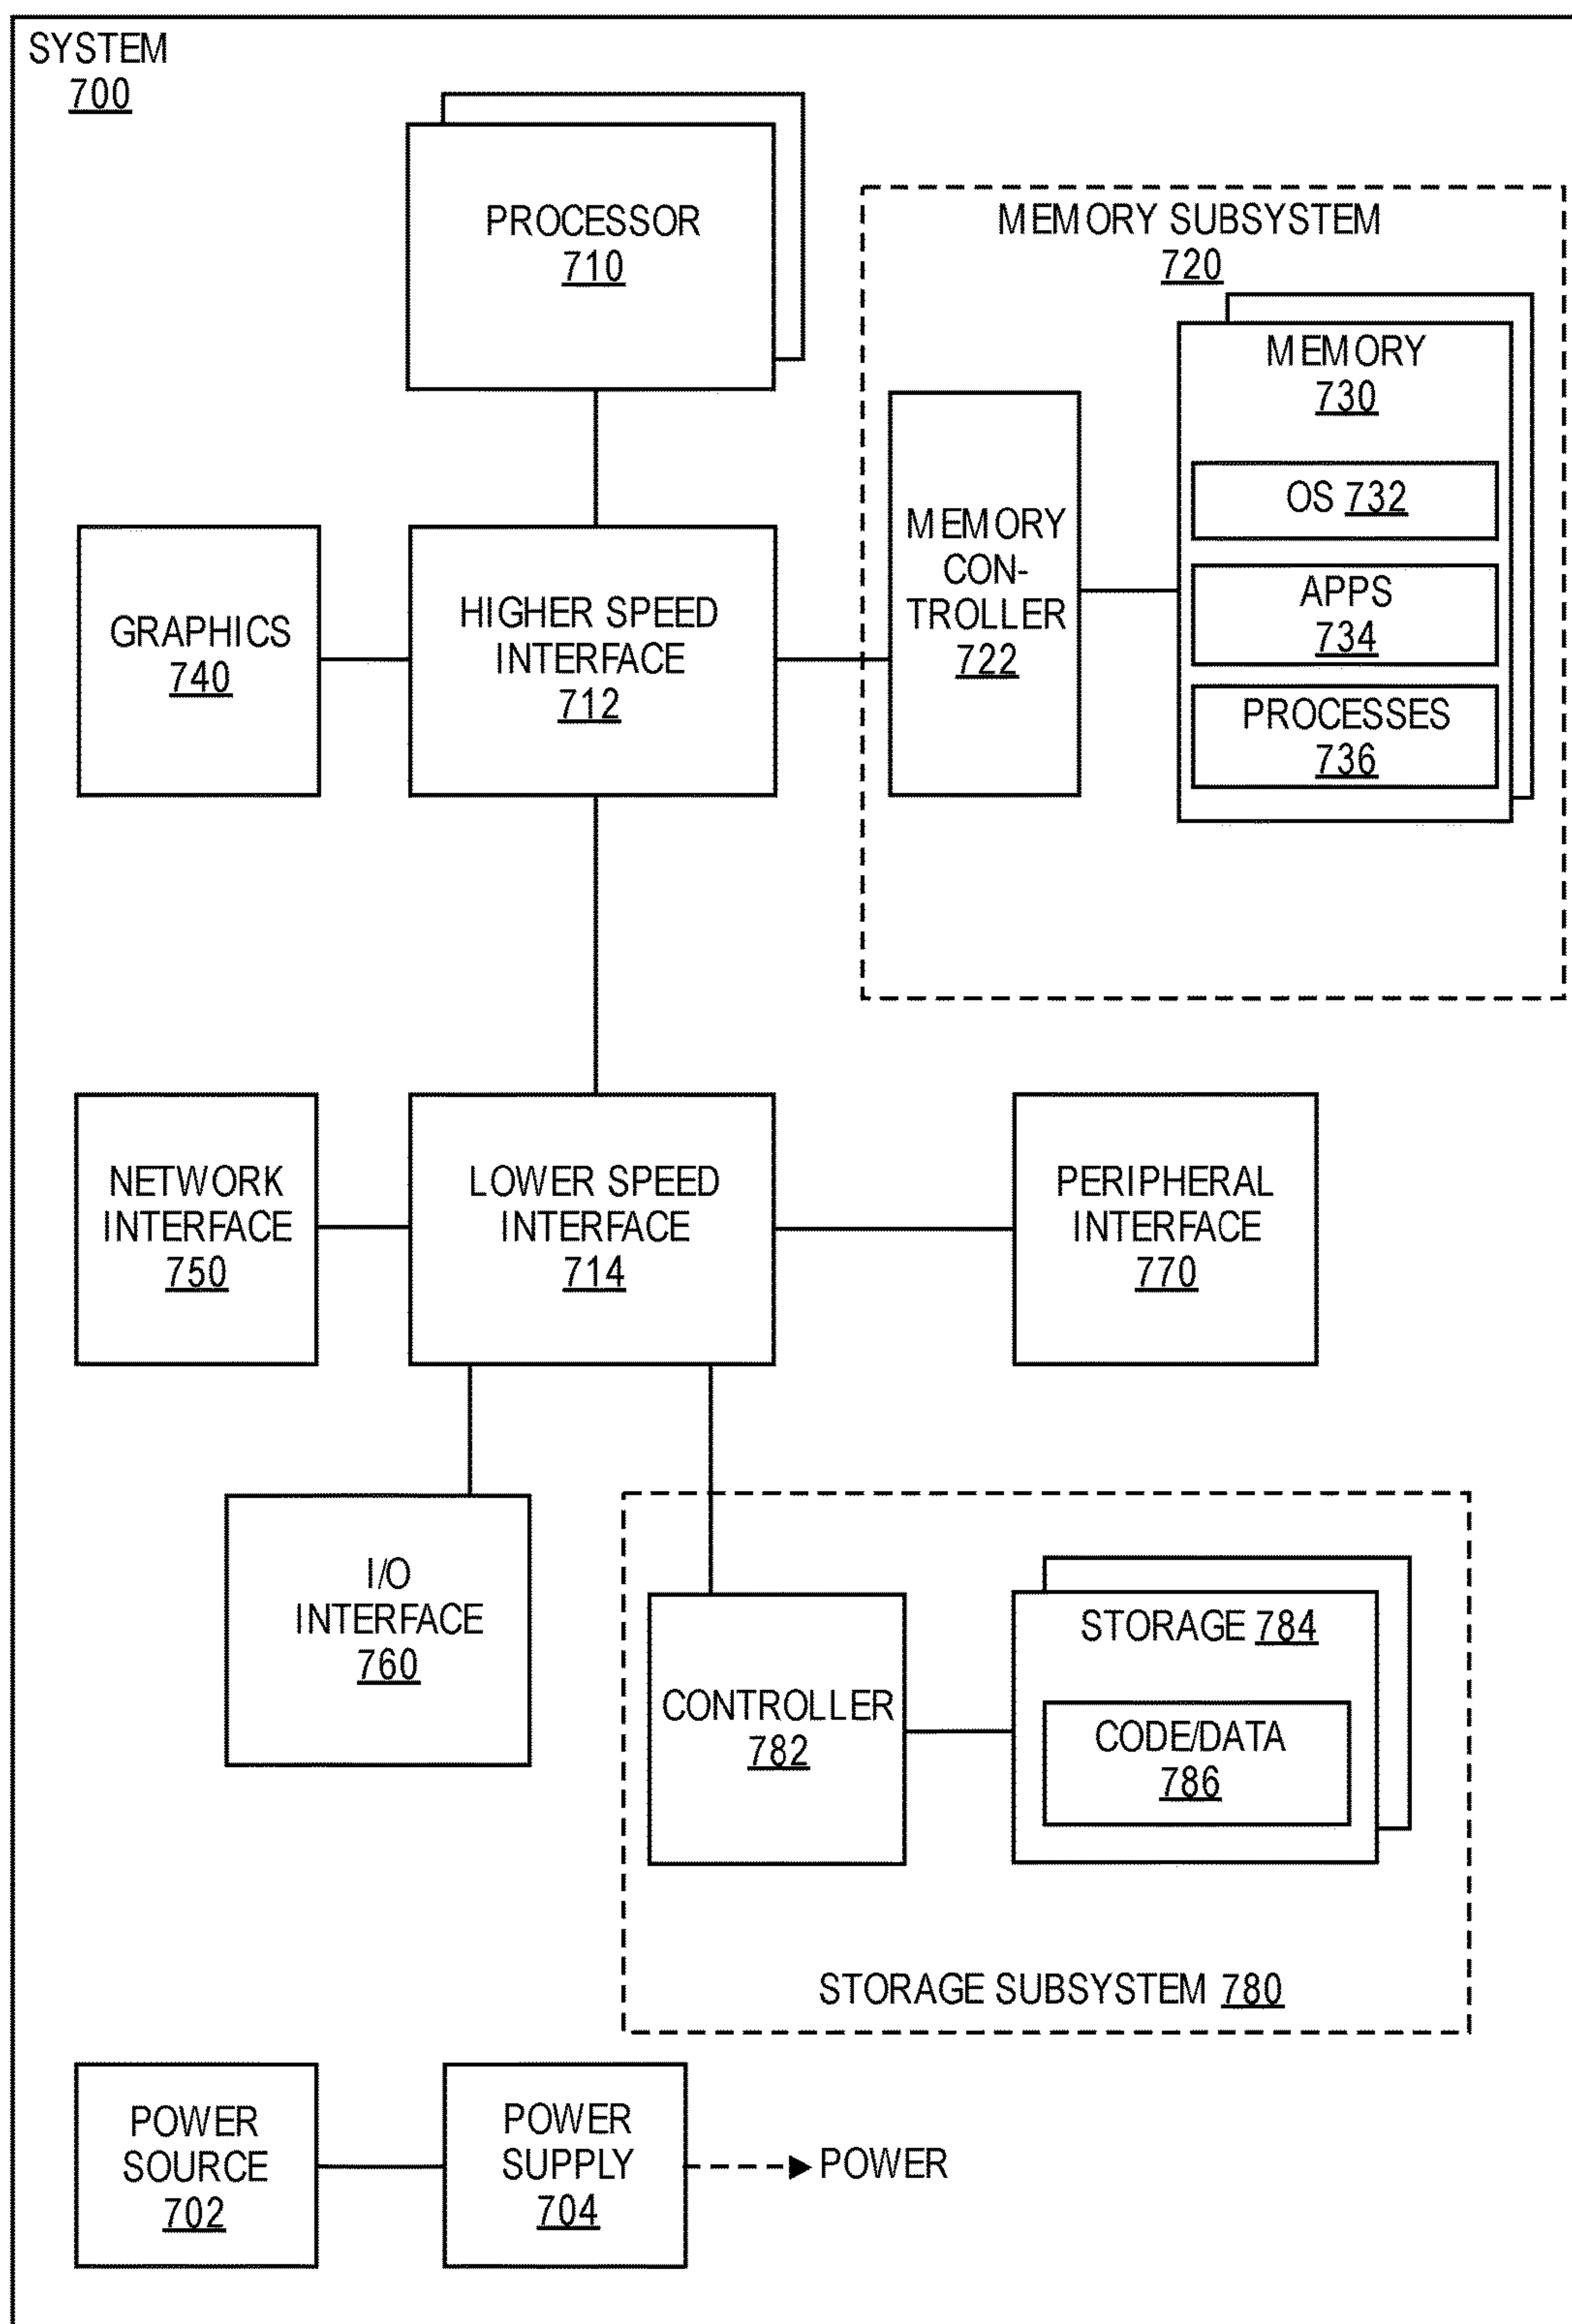 SYSTEM
700
PROCESSOR
710
MEMORY SUBSYSTEM
720
MEMORY
730
OS 732
APPS
734
PROCESSES
736
MEMORY
CON-
TROLLER
722
GRAPHICS
740
HIGHER SPEED
INTERFACE
712
NETWORK
INTERFACE
750
LOWER SPEED
INTERFACE
714
PERIPHERAL
INTERFACE
770
I/O
INTERFACE
760
CONTROLLER
782
STORAGE 784
CODE/DATA
786
STORAGE SUBSYSTEM 780
POWER
SOURCE
702
POWER
SUPPLY
704
POWER